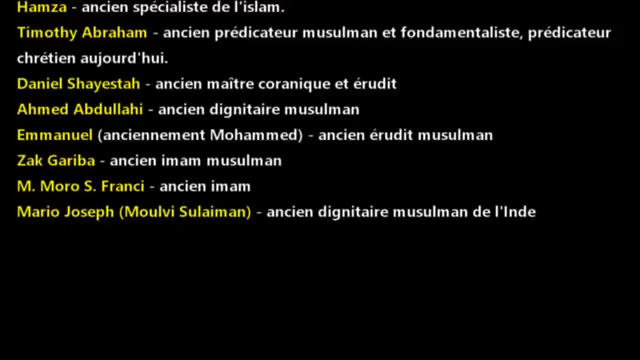 Hamza - ancien spécialiste de l'islam.
Timothy Abraham - ancien prédicateur musulman et fondamentaliste, prédicateur
chrétien aujourd'hui.
Daniel Shayestah - ancien maître coranique et érudit
Ahmed Abdullahi - ancien dignitaire musulman
Emmanuel (anciennement Mohammed) - ancien érudit musulman
Zak Gariba - ancien imam musulman
M. Moro S. Franci - ancien imam
Mario Joseph (Moulvi Sulaiman) - ancien dignitaire musulman de l'Inde